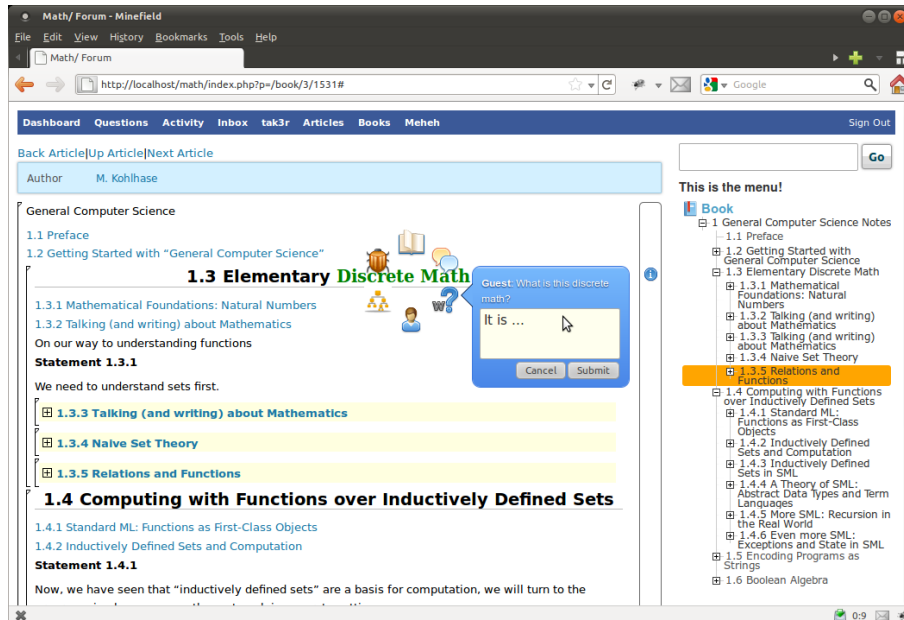 Math/ Forum - Minefield
File Edit View History Bookmarks Tools Help
Math/ Forum
http://localhost/math/index.php?p=/book/3/1531#
Google
Dashboard Questions Activity Inbox tak3r Articles Books Meheh
Sign Out
Back Article|Up Article|Next Article
Author M. Kohlhase
General Computer Science
1.1 Preface
1.2 Getting Started with “General Computer Science”
1.3 Elementary Discrete Math
1.3.1 Mathematical Foundations: Natural Numbers
1.3.2 Talking (and writing) about Mathematics
On our way to understanding functions
Statement 1.3.1
We need to understand sets first.
1.3.3 Talking (and writing) about Mathematics
1.3.4 Naive Set Theory
1.3.5 Relations and Functions
1.4 Computing with Functions over Inductively Defined Sets
1.4.1 Standard ML: Functions as First-Class Objects
1.4.2 Inductively Defined Sets and Computation
Statement 1.4.1
Now, we have seen that “inductively defined sets” are a basis for computation, we will turn to the
W?
Guest: What is this discrete
math?
It is ...
Cancel Submit
Go
This is the menu!
Book
1 General Computer Science Notes
1.1 Preface
1.2 Getting Started with
General Computer Science
1.3 Elementary Discrete Math
1.3.1 Mathematical
Foundations: Natural
Numbers
1.3.2 Talking (and writing)
about Mathematics
1.3.3 Talking (and writing)
about Mathematics
1.3.4 Naive Set Theory
1.3.5 Relations and
Functions
1.4 Computing with Functions
over Inductively Defined Sets
1.4.1 Standard ML:
Functions as First-Class
Objects
1.4.2 Inductively Defined
Sets and Computation
1.4.3 Inductively Defined
Sets in SML
1.4.4 A Theory of SML:
Abstract Data Types and Term
Languages
1.4.5 More SML: Recursion in
the Real World
1.4.6 Even more SML:
Exceptions and State in SML
1.5 Encoding Programs as
Strings
1.6 Boolean Algebra
0:9